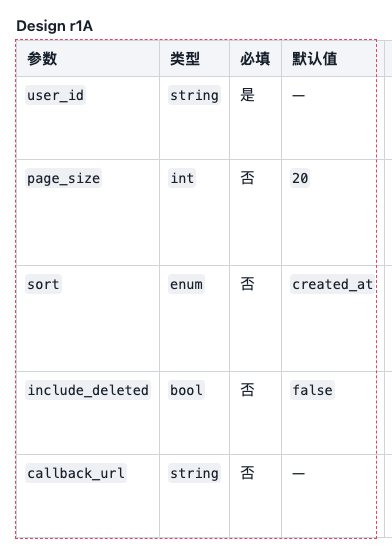 Design r1A
参数 类型 必填 默认值
user_id string 是 —
page_size int 否 20
sort enum 否 created_at
include_deleted bool 否 false
callback_url string 否 —